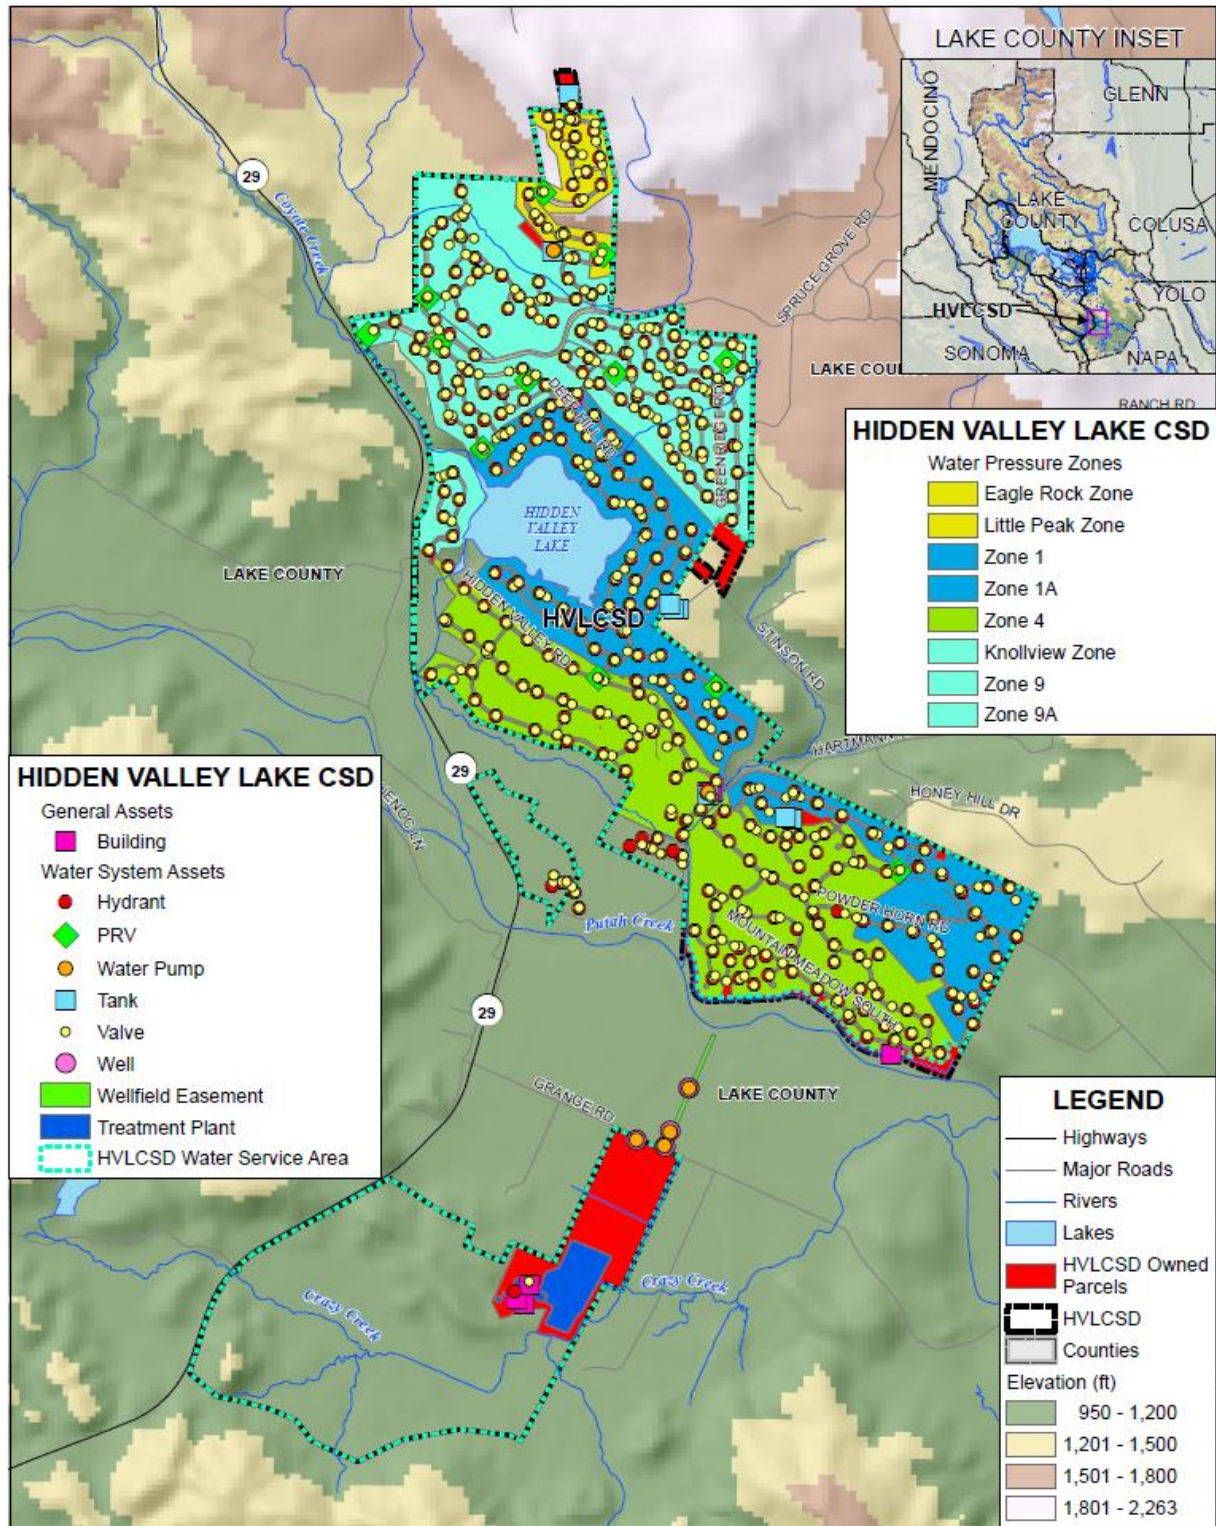 LAKE COUNTY INSET
MENDOCINO
GLENN
LAKE
COUNTY
COLUSA
YOLO
HVLCSD
SONOMA
NAPA
29
Coyote Creek
SPRUCE GROVE RD
RANCH RD
DEER HILL RD
GREENRIDGE RD
HIDDEN
VALLEY
LAKE
LAKE COUNTY
HIDDEN VALLEY RD
HVLCSD
STINSON RD
HIDDEN VALLEY LAKE CSD
Water Pressure Zones
Eagle Rock Zone
Little Peak Zone
Zone 1
Zone 1A
Zone 4
Knollview Zone
Zone 9
Zone 9A
29
HONEY HILL DR
POWDER HORN RD
MOUNTAIN MEADOW SOUTH
Putah Creek
HIDDEN VALLEY LAKE CSD
General Assets
Building
Water System Assets
Hydrant
PRV
Water Pump
Tank
Valve
Well
Wellfield Easement
Treatment Plant
HVLCSD Water Service Area
29
GRANGE RD
LAKE COUNTY
Crazy Creek
Crazy Creek
LEGEND
Highways
Major Roads
Rivers
Lakes
HVLCSD Owned
Parcels
HVLCSD
Counties
Elevation (ft)
950 - 1,200
1,201 - 1,500
1,501 - 1,800
1,801 - 2,263